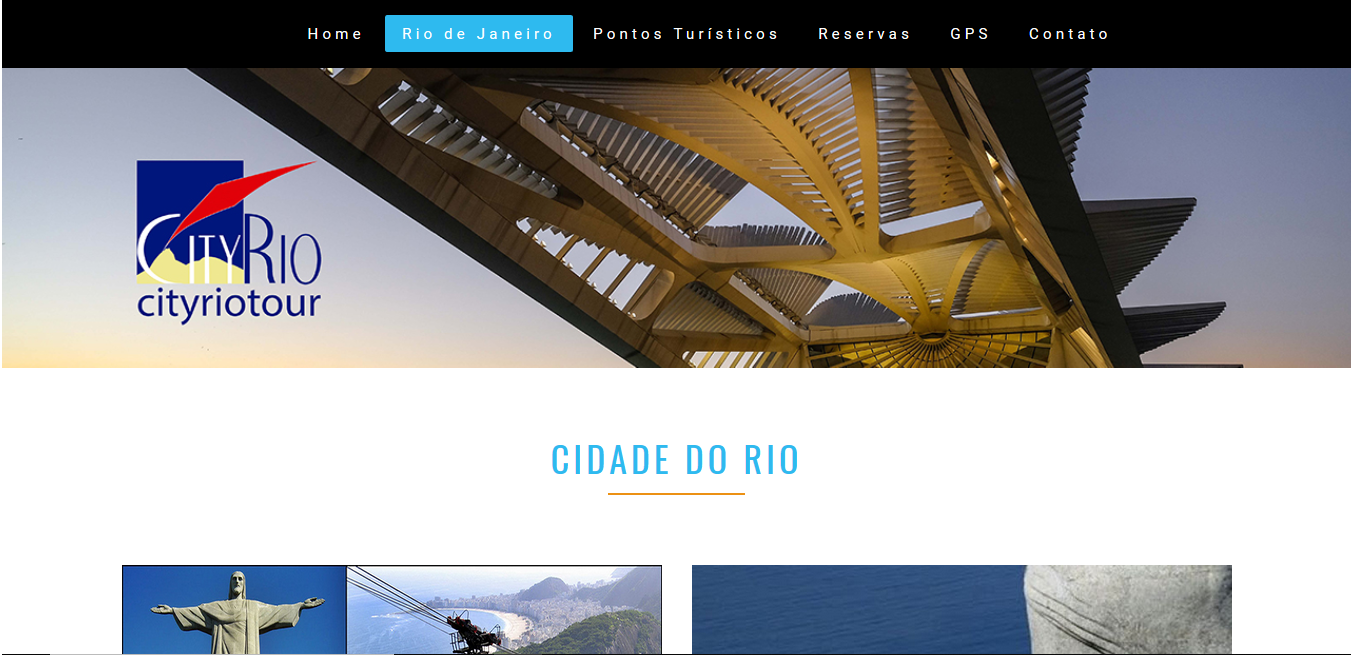 Home Rio de Janeiro Pontos Turísticos Reservas GPS Contato
CITYRIO
cityriotour
CIDADE DO RIO